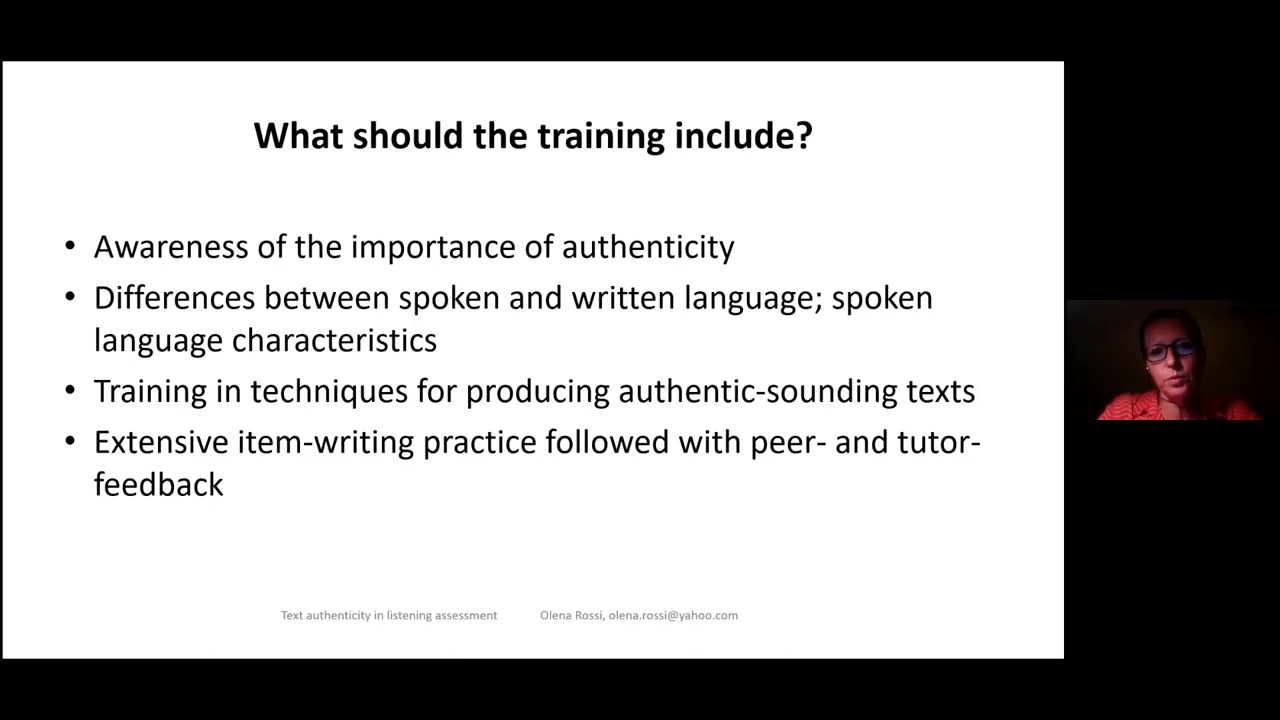 What should the training include?
• Awareness of the importance of authenticity
• Differences between spoken and written language; spoken
language characteristics
• Training in techniques for producing authentic-sounding texts
• Extensive item-writing practice followed with peer- and tutor-
feedback
Text authenticity in listening assessment Olena Rossi, olena.rossi@yahoo.com